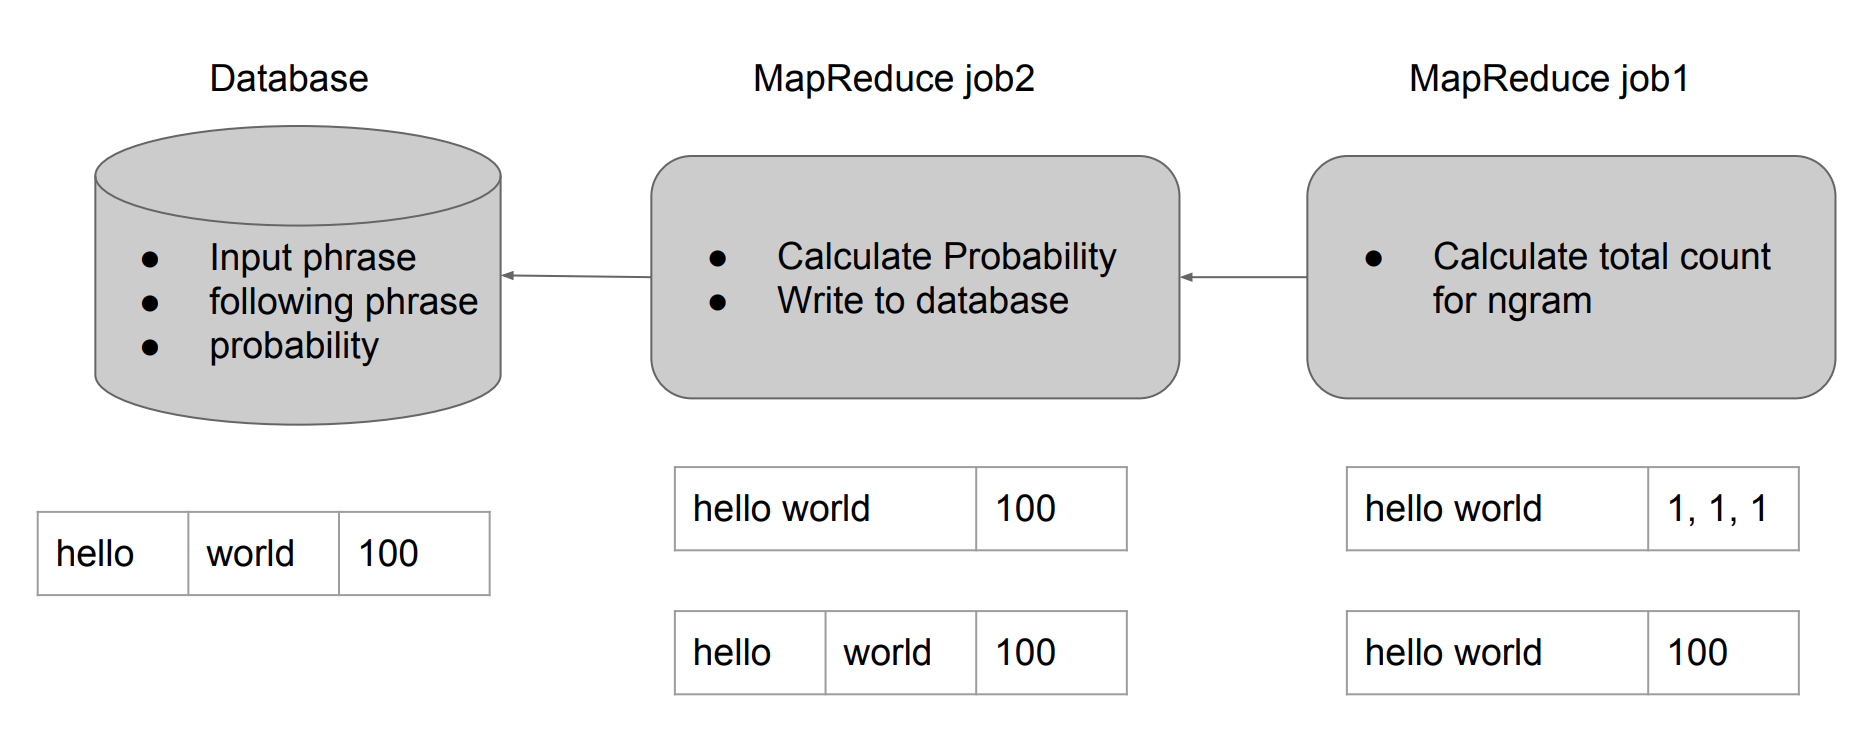 Database
MapReduce job2
MapReduce job1
● Input phrase
● following phrase
● probability
● Calculate Probability
● Write to database
● Calculate total count
for ngram
hello world 100
hello world 100
hello world 100
hello world 1, 1, 1
hello world 100